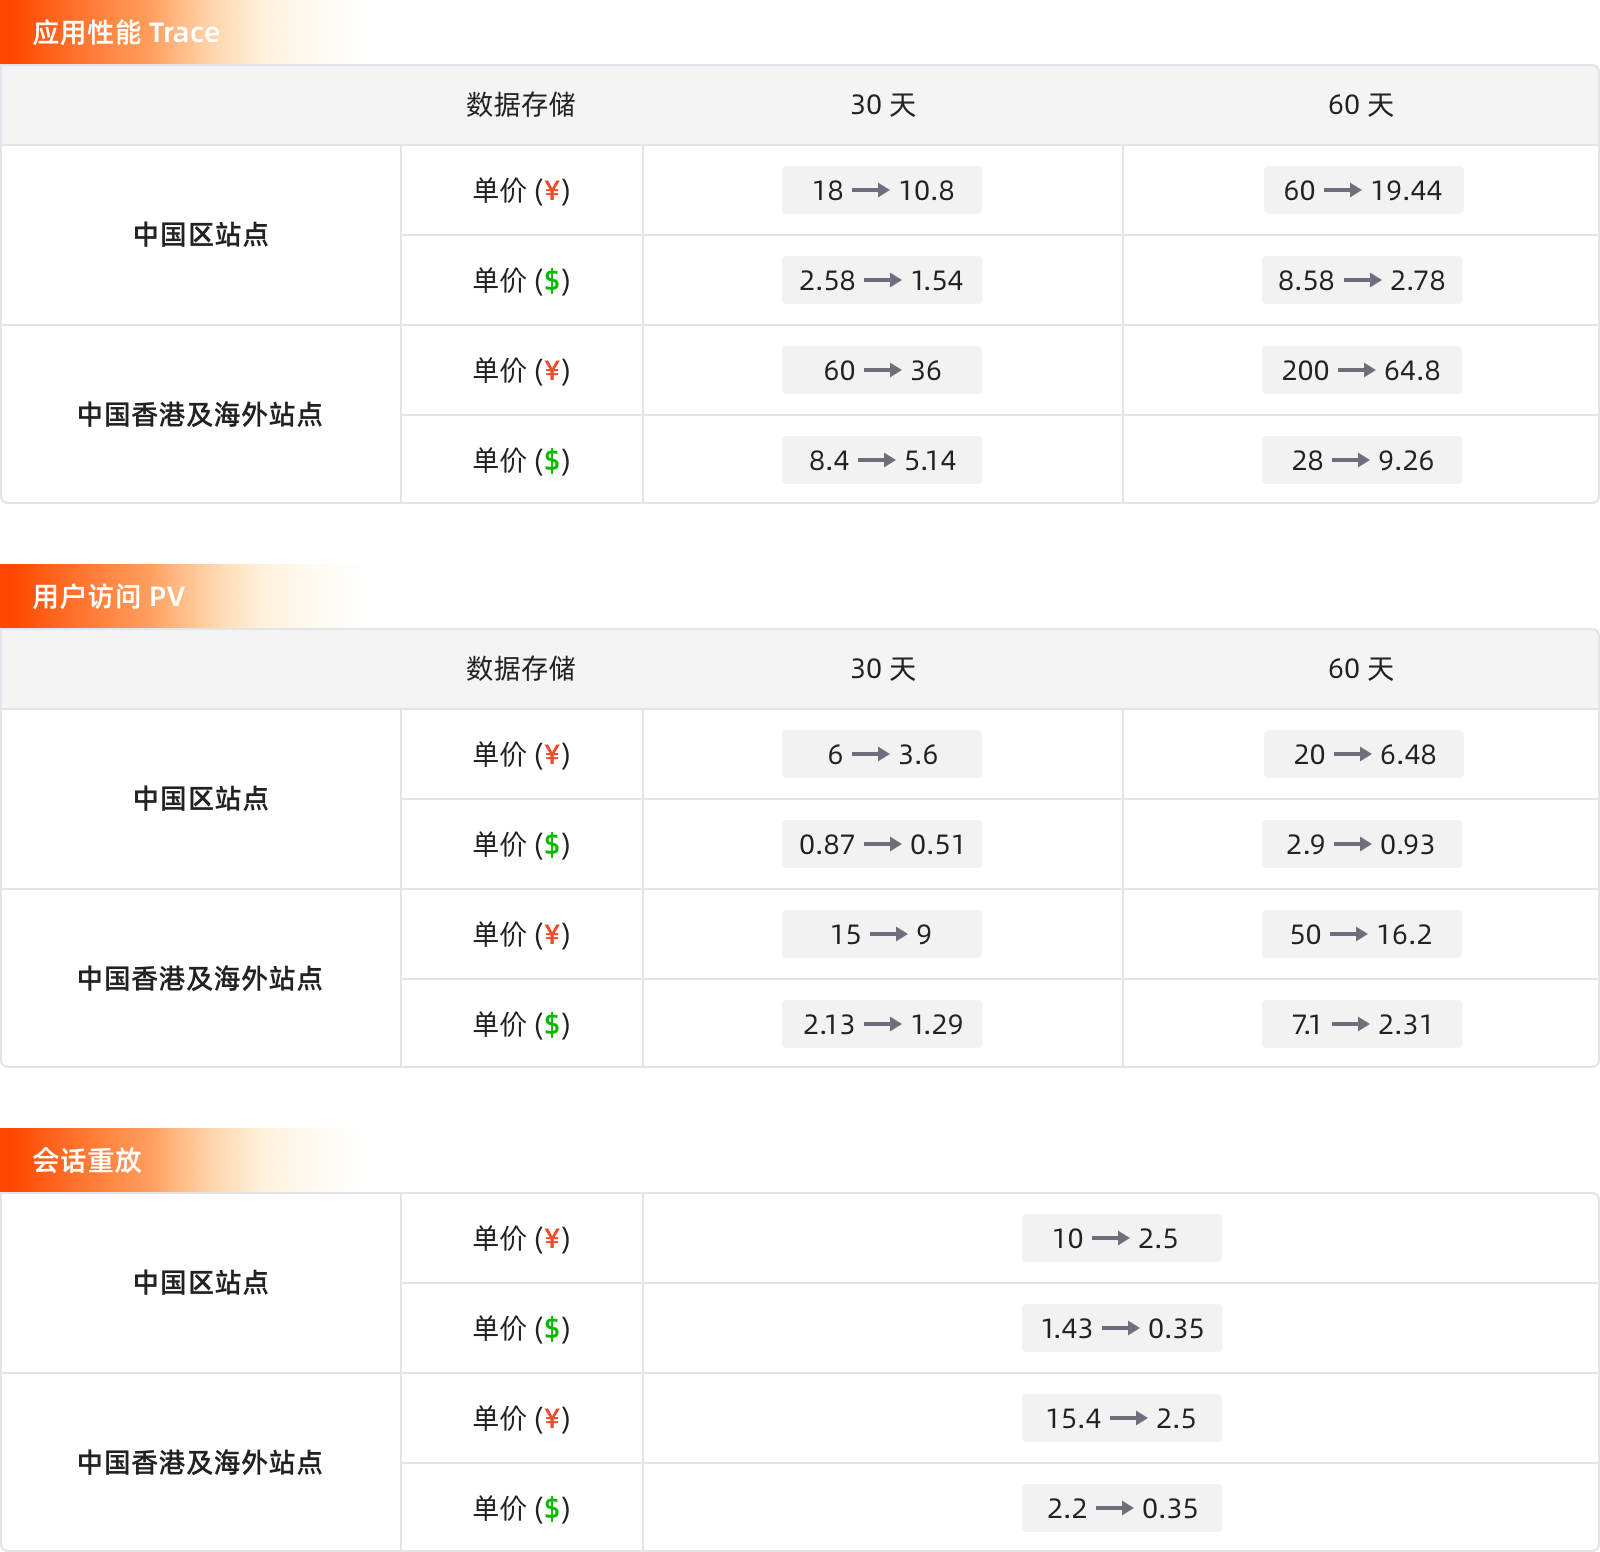 应用性能 Trace
数据存储 30 天 60 天
中国区站点
单价 (¥) 18 → 10.8 60 → 19.44
单价 ($) 2.58 → 1.54 8.58 → 2.78
中国香港及海外站点
单价 (¥) 60 → 36 200 → 64.8
单价 ($) 8.4 → 5.14 28 → 9.26
用户访问 PV
数据存储 30 天 60 天
中国区站点
单价 (¥) 6 → 3.6 20 → 6.48
单价 ($) 0.87 → 0.51 2.9 → 0.93
中国香港及海外站点
单价 (¥) 15 → 9 50 → 16.2
单价 ($) 2.13 → 1.29 7.1 → 2.31
会话重放
中国区站点
单价 (¥) 10 → 2.5
单价 ($) 1.43 → 0.35
中国香港及海外站点
单价 (¥) 15.4 → 2.5
单价 ($) 2.2 → 0.35